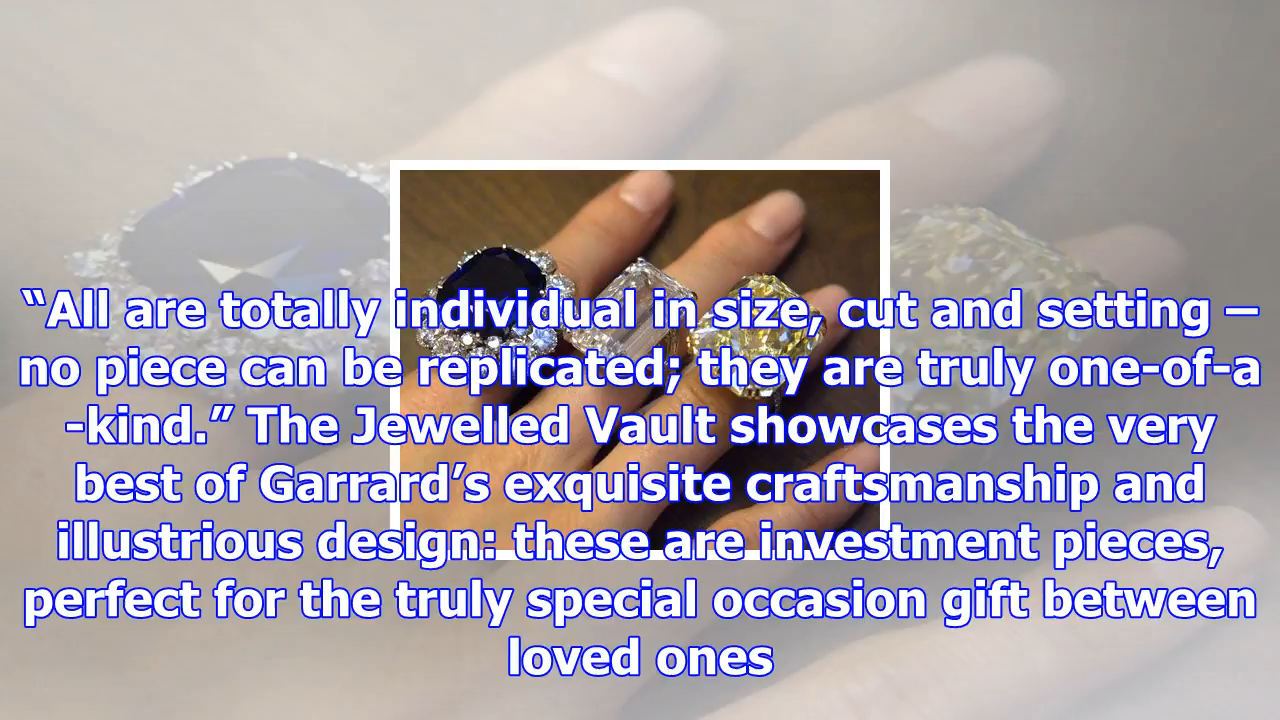 “All are totally individual in size, cut and setting –
no piece can be replicated; they are truly one-of-a
-kind.” The Jewelled Vault showcases the very
best of Garrard’s exquisite craftsmanship and
illustrious design: these are investment pieces,
perfect for the truly special occasion gift between
loved ones